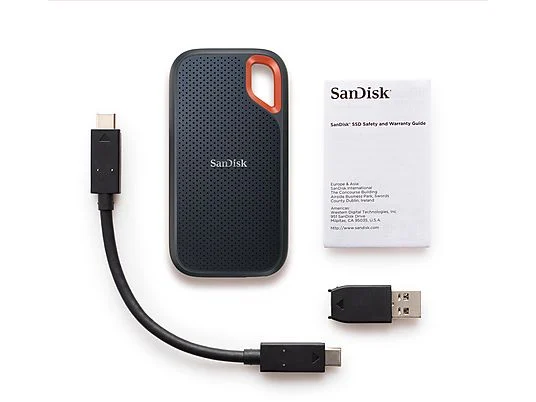 SanDisk
SanDisk®
SanDisk® SSD Safety and Warranty Guide
Europe & Asia:
SanDisk International
The Concourse Building
Airside Business Park, Swords
County Dublin, Ireland
Americas:
Western Digital Technologies, Inc.
951 SanDisk Drive
Milpitas, CA 95035, U.S.A.
http://www.sandisk.com